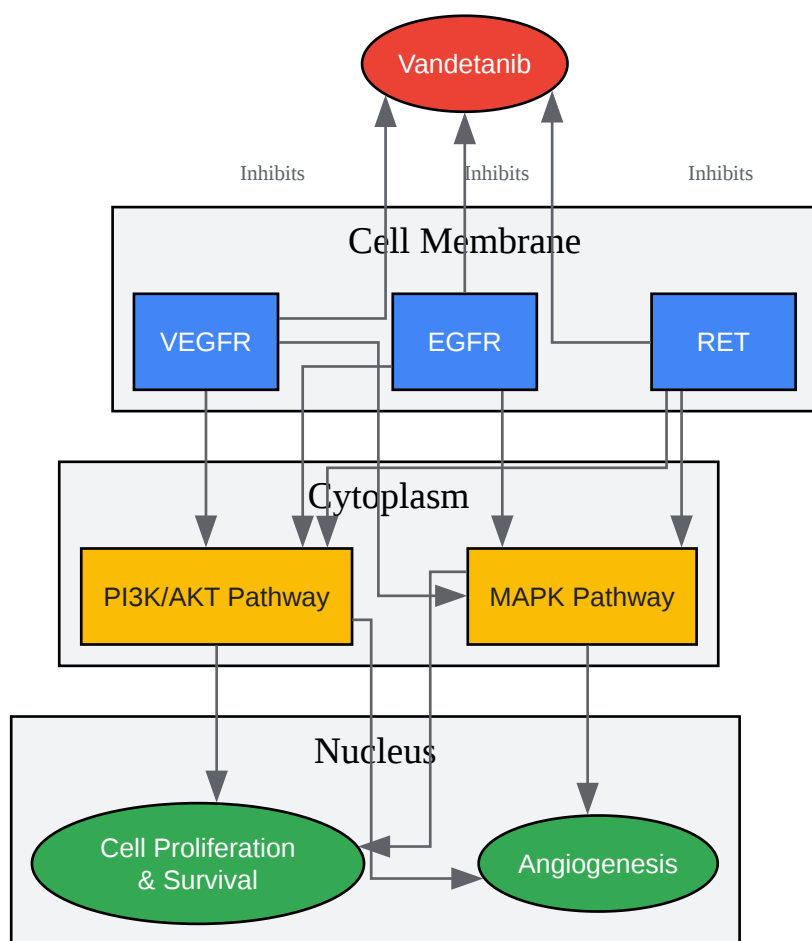 Vandetanib
Inhibits
Inhibits
Inhibits
Cell Membrane
VEGFR
EGFR
RET
Cytoplasm
PI3K/AKT Pathway
MAPK Pathway
Nucleus
Cell Proliferation
& Survival
Angiogenesis